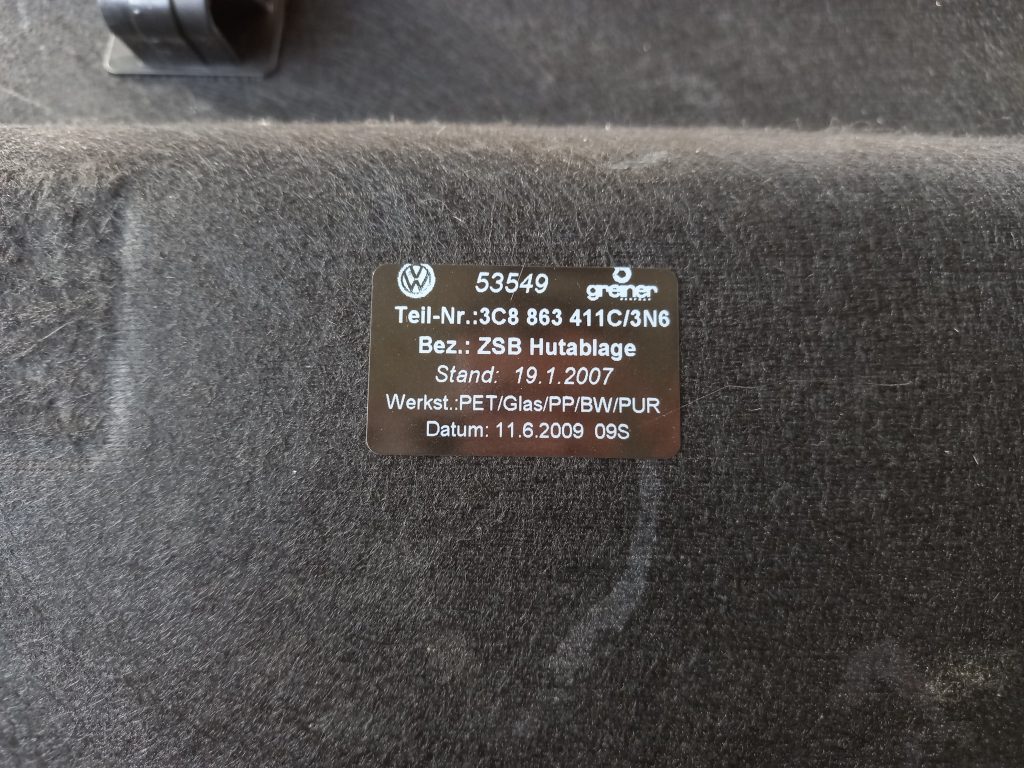 53549 greiner
Teil-Nr.:3C8 863 411C/3N6
Bez.: ZSB Hutablage
Stand: 19.1.2007
Werkst.:PET/Glas/PP/BW/PUR
Datum: 11.6.2009 09S